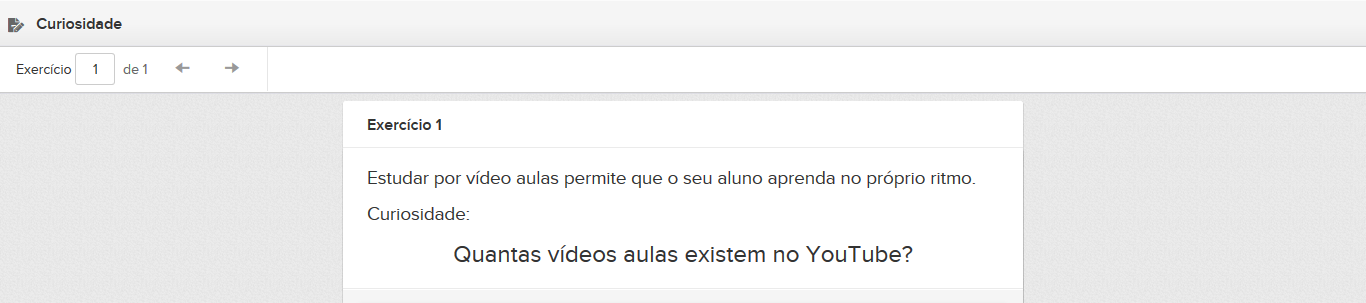 Curiosidade
Exercício 1 de 1
Exercício 1
Estudar por vídeo aulas permite que o seu aluno aprenda no próprio ritmo.
Curiosidade:
Quantas vídeos aulas existem no YouTube?